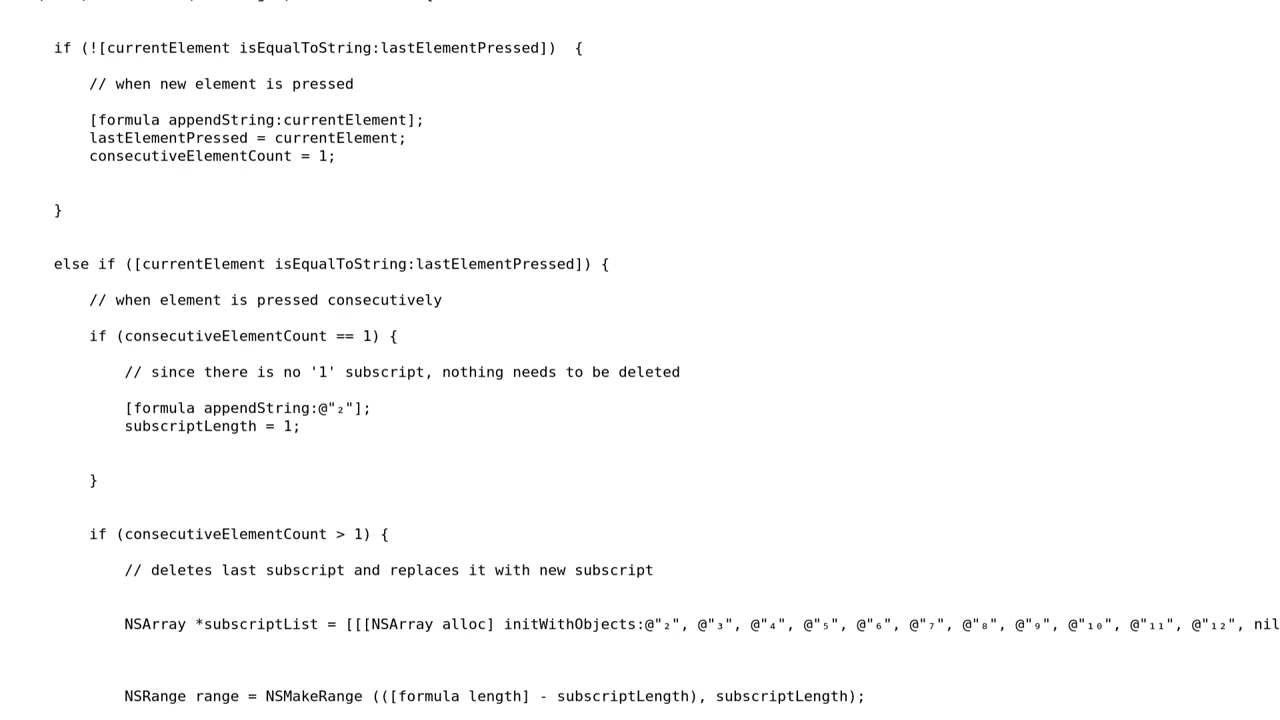 if (![currentElement isEqualToString:lastElementPressed])  {
// when new element is pressed
[formula appendString:currentElement];
lastElementPressed = currentElement;
consecutiveElementCount = 1;
}
else if ([currentElement isEqualToString:lastElementPressed]) {
// when element is pressed consecutively
if (consecutiveElementCount == 1) {
// since there is no '1' subscript, nothing needs to be deleted
[formula appendString:@"₂"];
subscriptLength = 1;
}
if (consecutiveElementCount > 1) {
// deletes last subscript and replaces it with new subscript
NSArray *subscriptList = [[[NSArray alloc] initWithObjects:@"₂", @"₃", @"₄", @"₅", @"₆", @"₇", @"₈", @"₉", @"₁₀", @"₁₁", @"₁₂", nil
NSRange range = NSMakeRange (([formula length] - subscriptLength), subscriptLength);